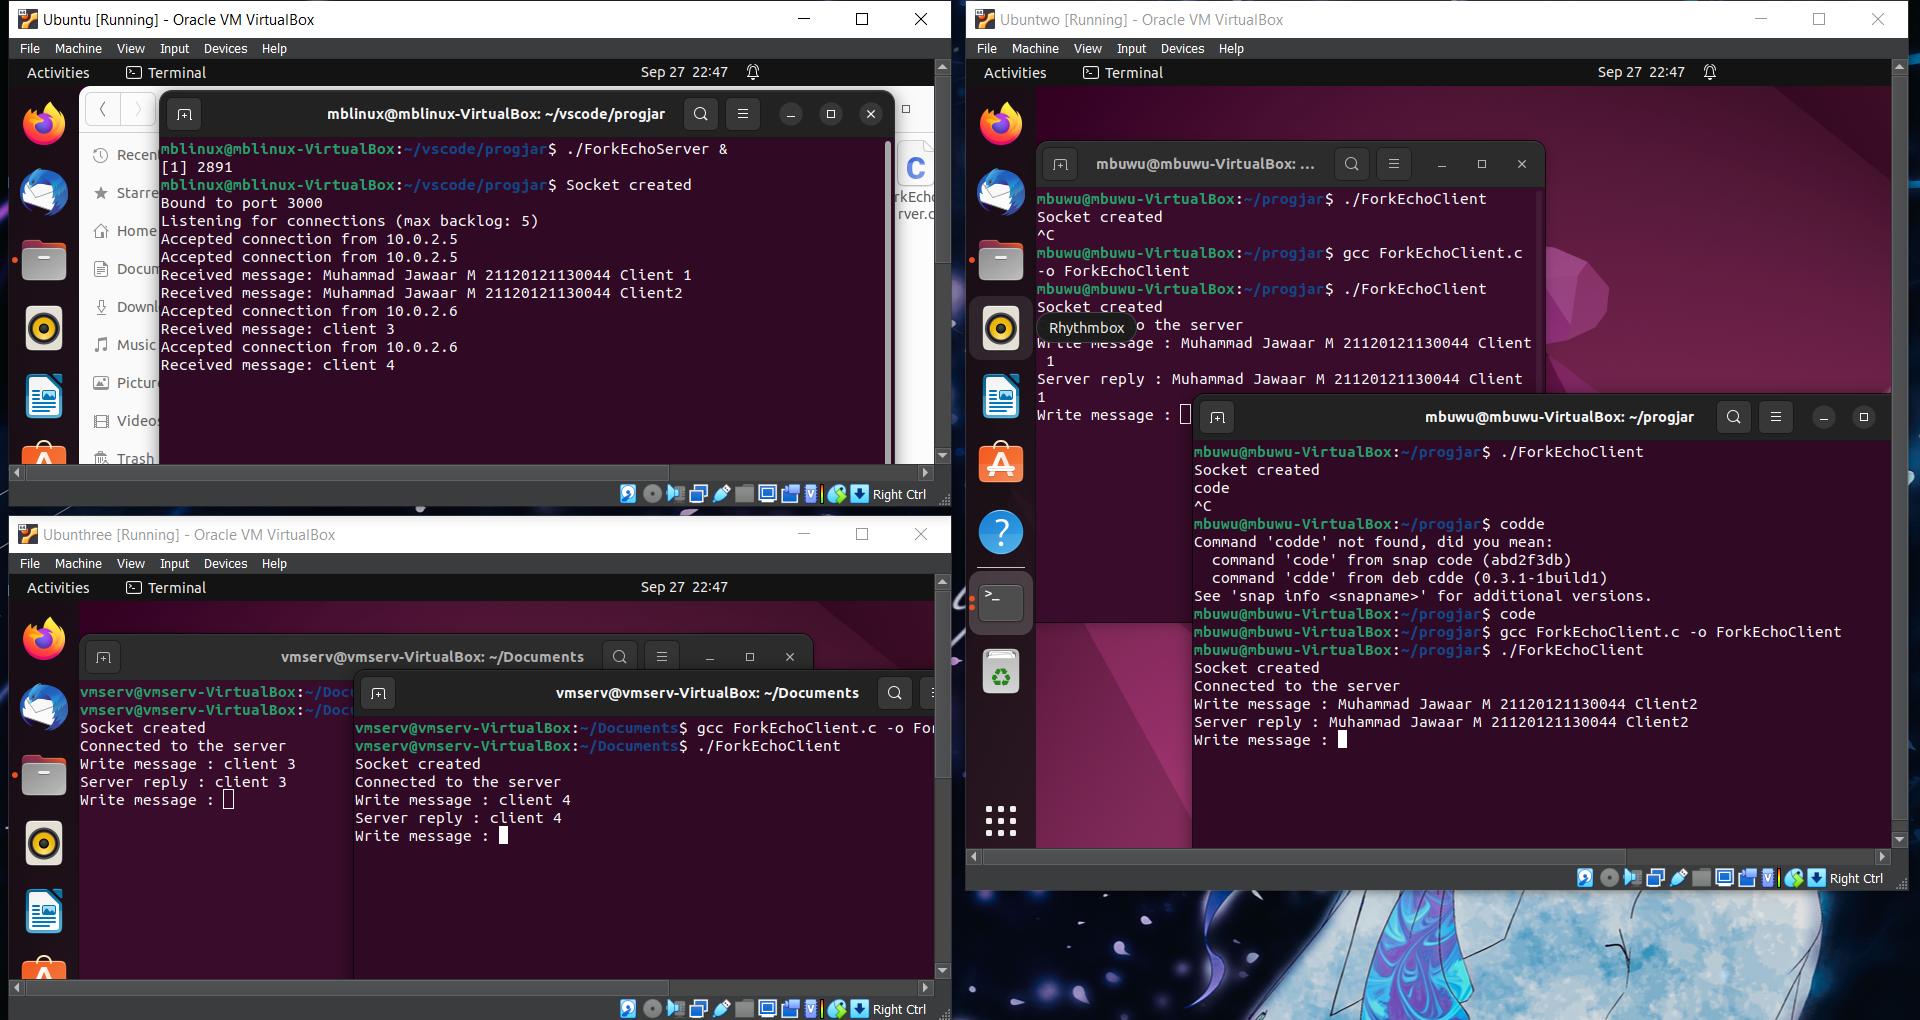 Ubuntu [Running] - Oracle VM VirtualBox
File Machine View Input Devices Help
Activities Terminal Sep 27 22:47
mblinux@mblinux-VirtualBox: ~/vscode/progjar
Recen
Starre
Home
Docum
Downl
Music
Pictur
Videos
Trash
rkEcho
rver.c
mblinux@mblinux-VirtualBox:~/vscode/progjar$ ./ForkEchoServer &
[1] 2891
mblinux@mblinux-VirtualBox:~/vscode/progjar$ Socket created
Bound to port 3000
Listening for connections (max backlog: 5)
Accepted connection from 10.0.2.5
Accepted connection from 10.0.2.5
Received message: Muhammad Jawaar M 21120121130044 Client 1
Received message: Muhammad Jawaar M 21120121130044 Client2
Accepted connection from 10.0.2.6
Received message: client 3
Accepted connection from 10.0.2.6
Received message: client 4
Right Ctrl
Ubunthree [Running] - Oracle VM VirtualBox
File Machine View Input Devices Help
Activities Terminal Sep 27 22:47
vmserv@vmserv-VirtualBox: ~/Documents
vmserv@vmserv-VirtualBox:~/Docu
vmserv@vmserv-VirtualBox:~/Docu
Socket created
Connected to the server
Write message : client 3
Server reply : client 3
Write message :
vmserv@vmserv-VirtualBox: ~/Documents
vmserv@vmserv-VirtualBox:~/Documents$ gcc ForkEchoClient.c -o For
vmserv@vmserv-VirtualBox:~/Documents$ ./ForkEchoClient
Socket created
Connected to the server
Write message : client 4
Server reply : client 4
Write message :
Right Ctrl
Ubuntwo [Running] - Oracle VM VirtualBox
File Machine View Input Devices Help
Activities Terminal Sep 27 22:47
mbuwu@mbuwu-VirtualBox: ...
mbuwu@mbuwu-VirtualBox:~/progjar$ ./ForkEchoClient
Socket created
^C
mbuwu@mbuwu-VirtualBox:~/progjar$ gcc ForkEchoClient.c
-o ForkEchoClient
mbuwu@mbuwu-VirtualBox:~/progjar$ ./ForkEchoClient
Socket created
Rhythmbox
o the server
Write message : Muhammad Jawaar M 21120121130044 Client
1
Server reply : Muhammad Jawaar M 21120121130044 Client
1
Write message :
mbuwu@mbuwu-VirtualBox: ~/progjar
mbuwu@mbuwu-VirtualBox:~/progjar$ ./ForkEchoClient
Socket created
code
^C
mbuwu@mbuwu-VirtualBox:~/progjar$ codde
Command 'codde' not found, did you mean:
command 'code' from snap code (abd2f3db)
command 'cdde' from deb cdde (0.3.1-1build1)
See 'snap info <snapname>' for additional versions.
mbuwu@mbuwu-VirtualBox:~/progjar$ code
mbuwu@mbuwu-VirtualBox:~/progjar$ gcc ForkEchoClient.c -o ForkEchoClient
mbuwu@mbuwu-VirtualBox:~/progjar$ ./ForkEchoClient
Socket created
Connected to the server
Write message : Muhammad Jawaar M 21120121130044 Client2
Server reply : Muhammad Jawaar M 21120121130044 Client2
Write message :
Right Ctrl